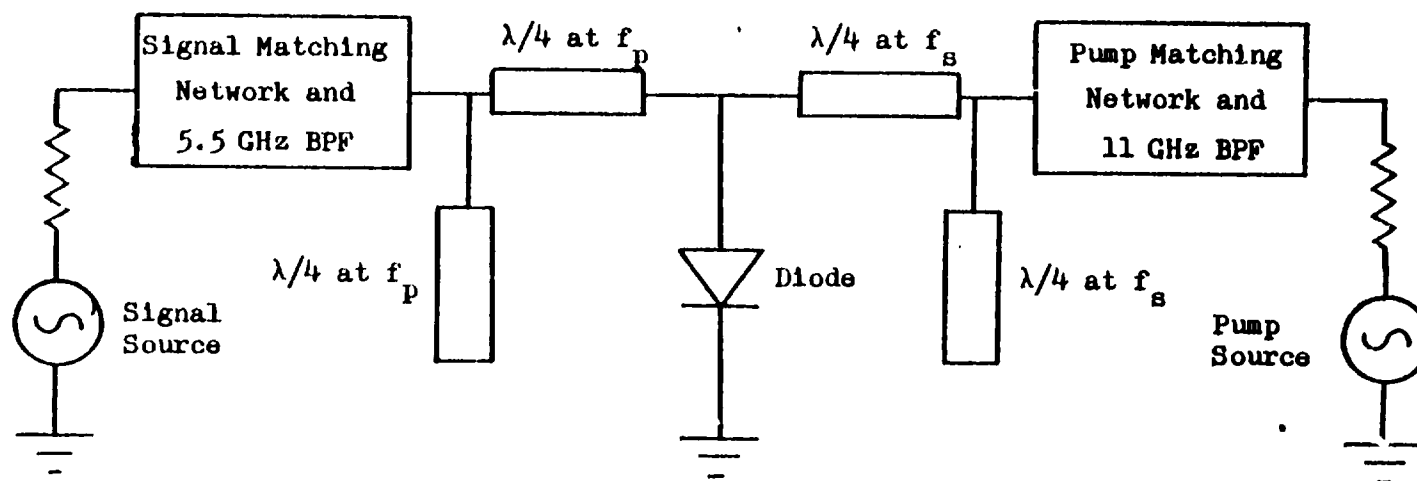 Signal Matching
Network and
5.5 GHz BPF
λ/4 at f_p
λ/4 at f_s
Pump Matching
Network and
11 GHz BPF
λ/4 at f_p
Diode
λ/4 at f_s
Signal
Source
Pump
Source